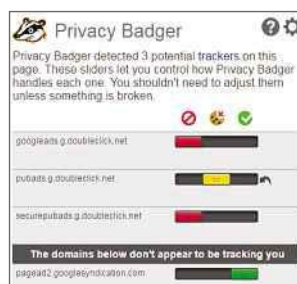 Privacy Badger
Privacy Badger detected 3 potential trackers on this
page. These sliders let you control how Privacy Badger
handles each one. You shouldn't need to adjust them
unless something is broken.
googleads.g.doubleclick.net
pubads.g.doubleclick.net
securepubads.g.doubleclick.net
The domains below don't appear to be tracking you
pagead2.googlesyndication.com